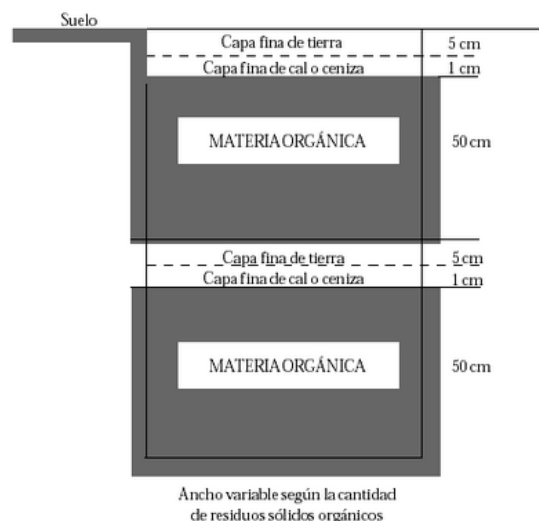 Suelo
Capa fina de tierra 5 cm
Capa fina de cal o ceniza 1 cm
MATERIA ORGÁNICA 50 cm
Capa fina de tierra 5 cm
Capa fina de cal o ceniza 1 cm
MATERIA ORGÁNICA 50 cm
Ancho variable según la cantidad
de residuos sólidos orgánicos